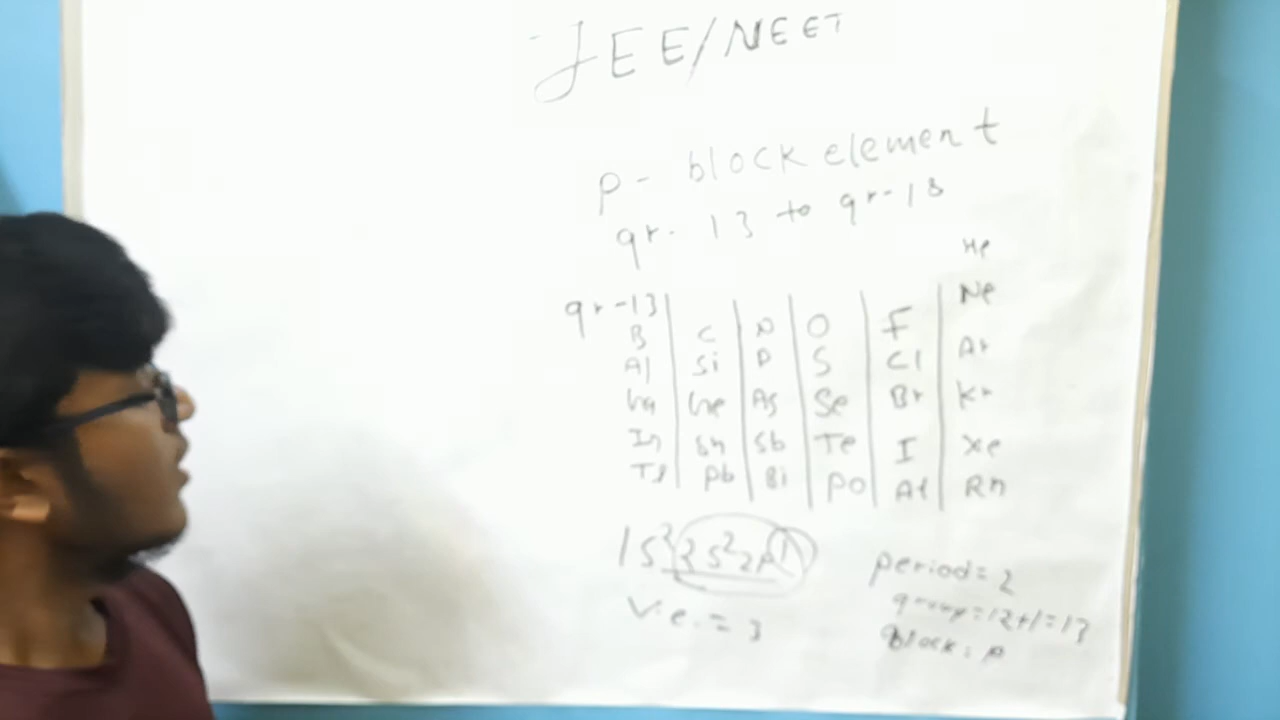 JEE/NEET
p- block element
gr. 13 to gr-18
He
gr-13 Ne
B C N O F
Al Si P S Cl Ar
Ga Ge As Se Br Kr
In Sn Sb Te I Xe
Tl Pb Bi Po At Rn
1s² 2s² 2p¹
V.e. = 3
period = 2
group = 12+1 = 13
block : p